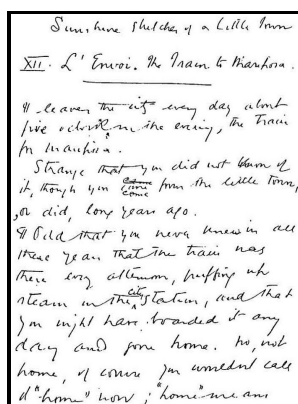 Sunshine Sketches of a Little Town
XII. L'Envoi. The Train to Mariposa.
It leaves the city every day about
five o'clock in the evening, the train
for Mariposa.
Strange that you did not know of
it, though you come from the little town,
or did, long years ago.
Odd that you never knew in all
these years that the train was
there every afternoon, puffing up
steam in the city station, and that
you might have boarded it any
day and gone home. No, not
home, of course you wouldn't call
it "home" now; "home" means